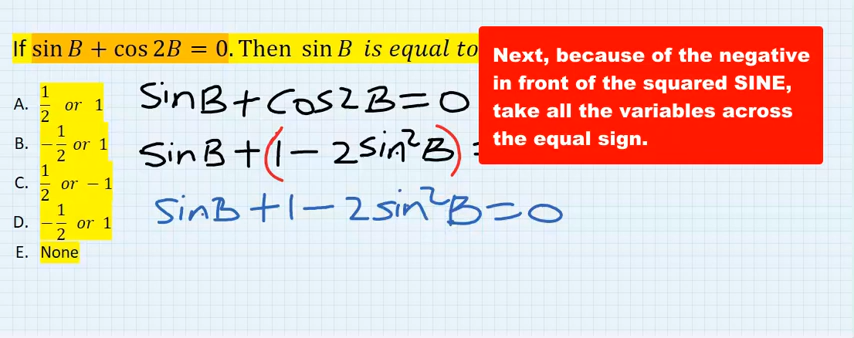 If sin B + cos 2B = 0. Then sin B is equal to
A. 1/2 or 1
B. −1/2 or 1
C. 1/2 or − 1
D. −1/2 or 1
E. None
SinB + COS2B = 0
SinB + (1 − 2sin²B) =
sinB + 1 − 2sin²B = 0
Next, because of the negative
in front of the squared SINE,
take all the variables across
the equal sign.